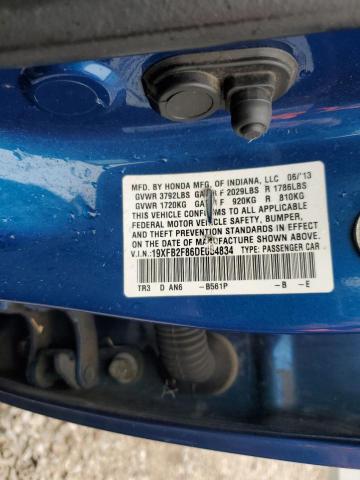 MFD. BY HONDA MFG. OF INDIANA, LLC 06/13
GVWR 3792LBS GAWR F 2029LBS R 1786LBS
GVWR 1720KG GAWR F 920KG R 810KG
THIS VEHICLE CONFORMS TO ALL APPLICABLE
FEDERAL MOTOR VEHICLE SAFETY, BUMPER,
AND THEFT PREVENTION STANDARDS IN EFFECT
ON THE DATE OF MANUFACTURE SHOWN ABOVE.
V.I.N.: TYPE: PASSENGER CAR
TR3 D AN6 -B561P -B -E